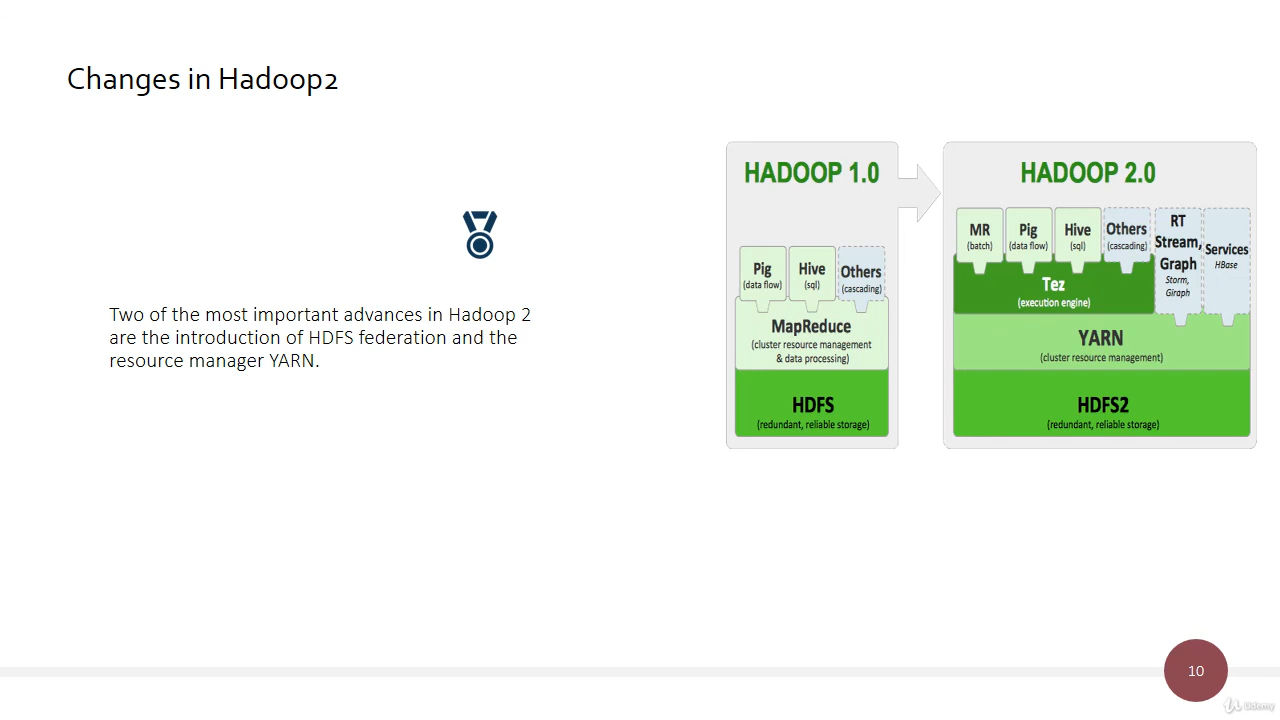 Changes in Hadoop2
Two of the most important advances in Hadoop 2
are the introduction of HDFS federation and the
resource manager YARN.
HADOOP 1.0
Pig
(data flow)
Hive
(sql)
Others
(cascading)
MapReduce
(cluster resource management
& data processing)
HDFS
(redundant, reliable storage)
HADOOP 2.0
MR
(batch)
Pig
(data flow)
Hive
(sql)
Others
(cascading)
RT
Stream,
Graph
Storm,
Giraph
Services
HBase
Tez
(execution engine)
YARN
(cluster resource management)
HDFS2
(redundant, reliable storage)
10
Udemy